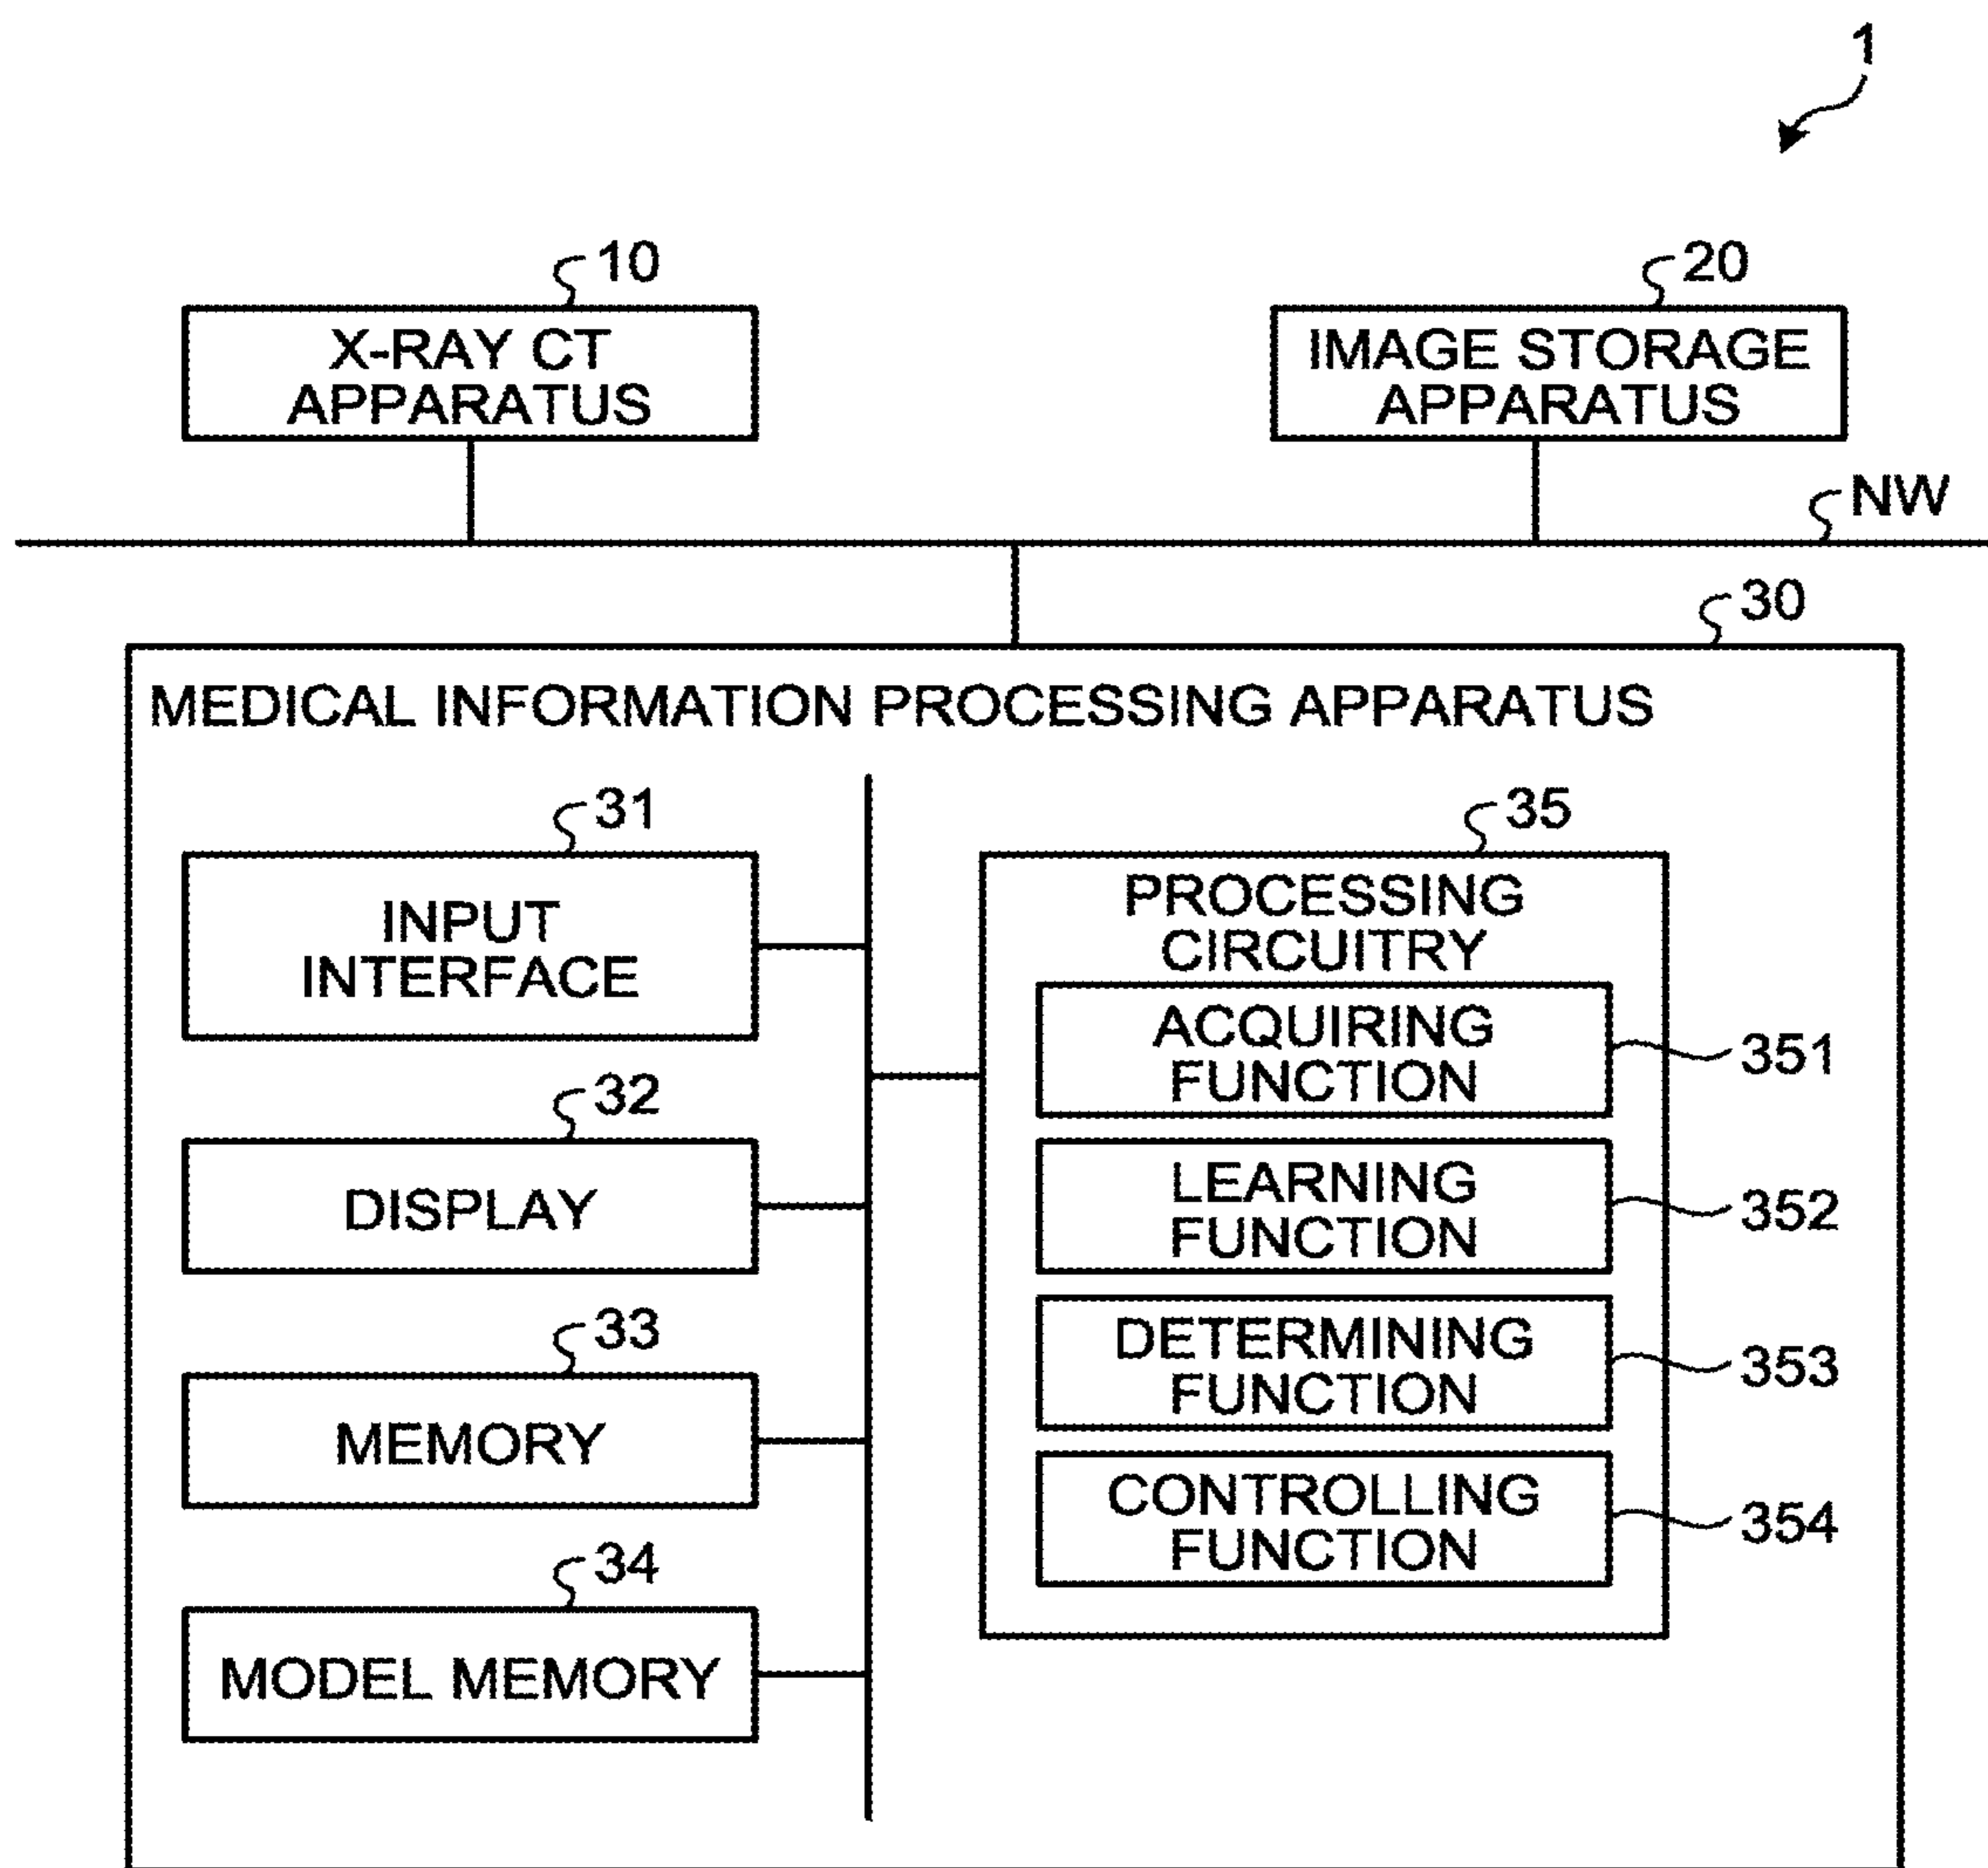 1
10
X-RAY CT
APPARATUS
20
IMAGE STORAGE
APPARATUS
NW
30
MEDICAL INFORMATION PROCESSING APPARATUS
31
INPUT
INTERFACE
32
DISPLAY
33
MEMORY
34
MODEL MEMORY
35
PROCESSING
CIRCUITRY
ACQUIRING
FUNCTION
351
LEARNING
FUNCTION
352
DETERMINING
FUNCTION
353
CONTROLLING
FUNCTION
354